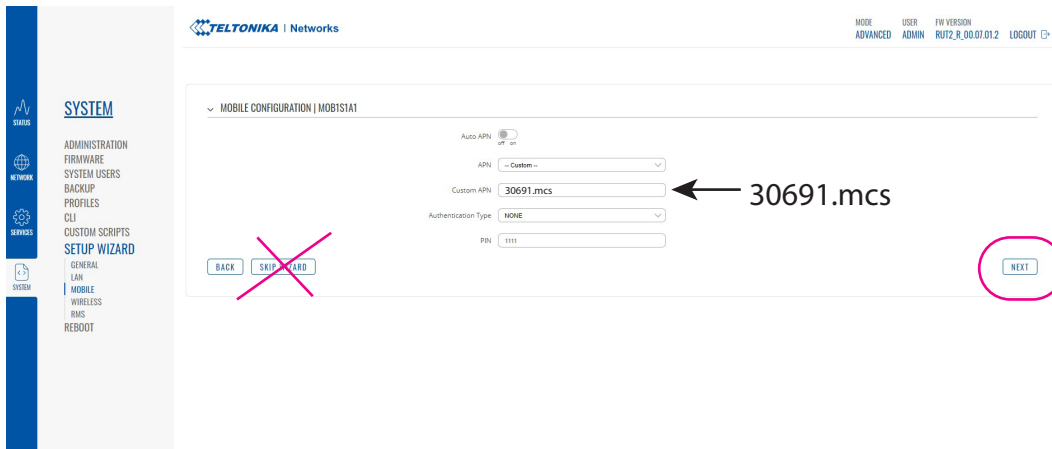 TELTONIKA | Networks
MODE USER FW VERSION
ADVANCED ADMIN RUT2_R_00.07.01.2 LOGOUT
STATUS
NETWORK
SERVICES
SYSTEM
SYSTEM
ADMINISTRATION
FIRMWARE
SYSTEM USERS
BACKUP
PROFILES
CLI
CUSTOM SCRIPTS
SETUP WIZARD
GENERAL
LAN
MOBILE
WIRELESS
RMS
REBOOT
MOBILE CONFIGURATION | MOB1S1A1
Auto APN
off on
APN -- Custom --
Custom APN 30691.mcs
30691.mcs
Authentication Type NONE
PIN 1111
BACK SKIP WIZARD NEXT